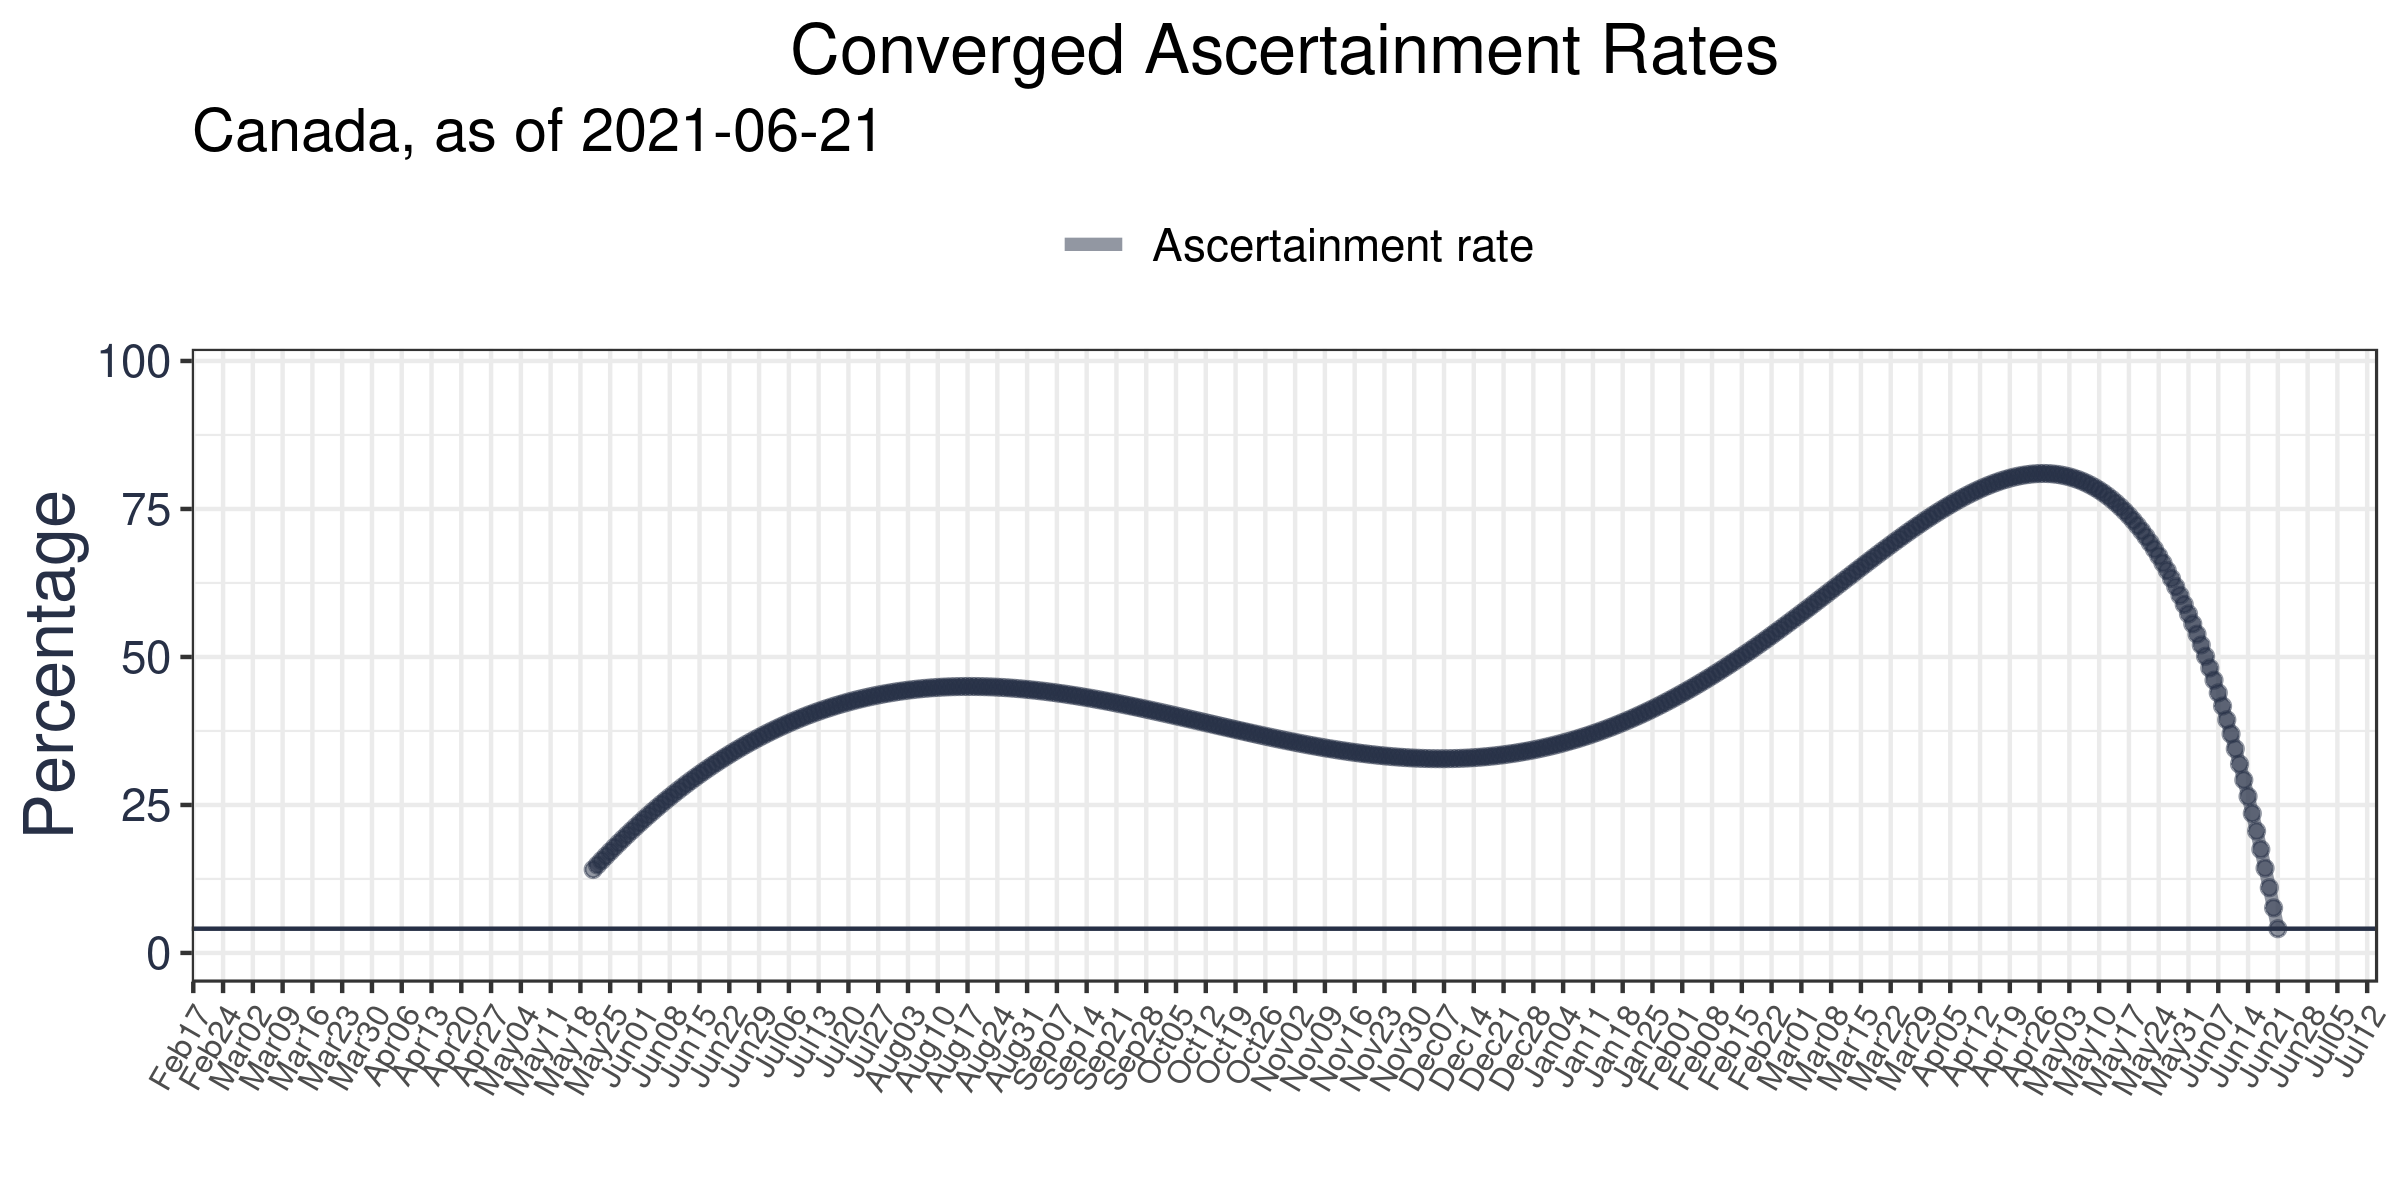 Converged Ascertainment Rates
Canada, as of 2021-06-21
Ascertainment rate
Percentage
100
75
50
25
0
Feb17 Feb24 Mar02 Mar09 Mar16 Mar23 Mar30 Apr06 Apr13 Apr20 Apr27 May04 May11 May18 May25 Jun01 Jun08 Jun15 Jun22 Jun29 Jul06 Jul13 Jul20 Jul27 Aug03 Aug10 Aug17 Aug24 Aug31 Sep07 Sep14 Sep21 Sep28 Oct05 Oct12 Oct19 Oct26 Nov02 Nov09 Nov16 Nov23 Nov30 Dec07 Dec14 Dec21 Dec28 Dec04 Jan11 Jan18 Jan25 Feb01 Feb08 Feb15 Feb22 Mar01 Mar08 Mar15 Mar22 Mar29 Apr05 Apr12 Apr19 Apr26 May03 May10 May17 May24 May31 Jun07 Jun14 Jun21 Jun28 Jul05 Jul12